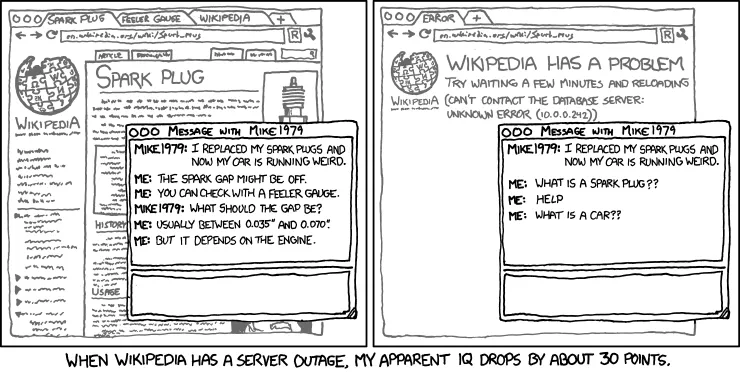 SPARK PLUG FEELER GAUGE WIKIPEDIA +
en.wikipedia.org/wiki/Spark_plug R
ARTICLE
SPARK PLUG
WIKIPEDIA
HISTORY
USAGE
MESSAGE WITH MIKE1979
MIKE1979: I REPLACED MY SPARK PLUGS AND
NOW MY CAR IS RUNNING WEIRD.
ME: THE SPARK GAP MIGHT BE OFF.
ME: YOU CAN CHECK WITH A FEELER GAUGE.
MIKE1979: WHAT SHOULD THE GAP BE?
ME: USUALLY BETWEEN 0.035" AND 0.070".
ME: BUT IT DEPENDS ON THE ENGINE.
ERROR +
en.wikipedia.org/wiki/Spark_plug R
WIKIPEDIA HAS A PROBLEM
TRY WAITING A FEW MINUTES AND RELOADING
(CAN'T CONTACT THE DATABASE SERVER:
UNKNOWN ERROR (10.0.0.242))
WIKIPEDIA
MESSAGE WITH MIKE1979
MIKE1979: I REPLACED MY SPARK PLUGS AND
NOW MY CAR IS RUNNING WEIRD.
ME: WHAT IS A SPARK PLUG??
ME: HELP
ME: WHAT IS A CAR??
WHEN WIKIPEDIA HAS A SERVER OUTAGE, MY APPARENT IQ DROPS BY ABOUT 30 POINTS.